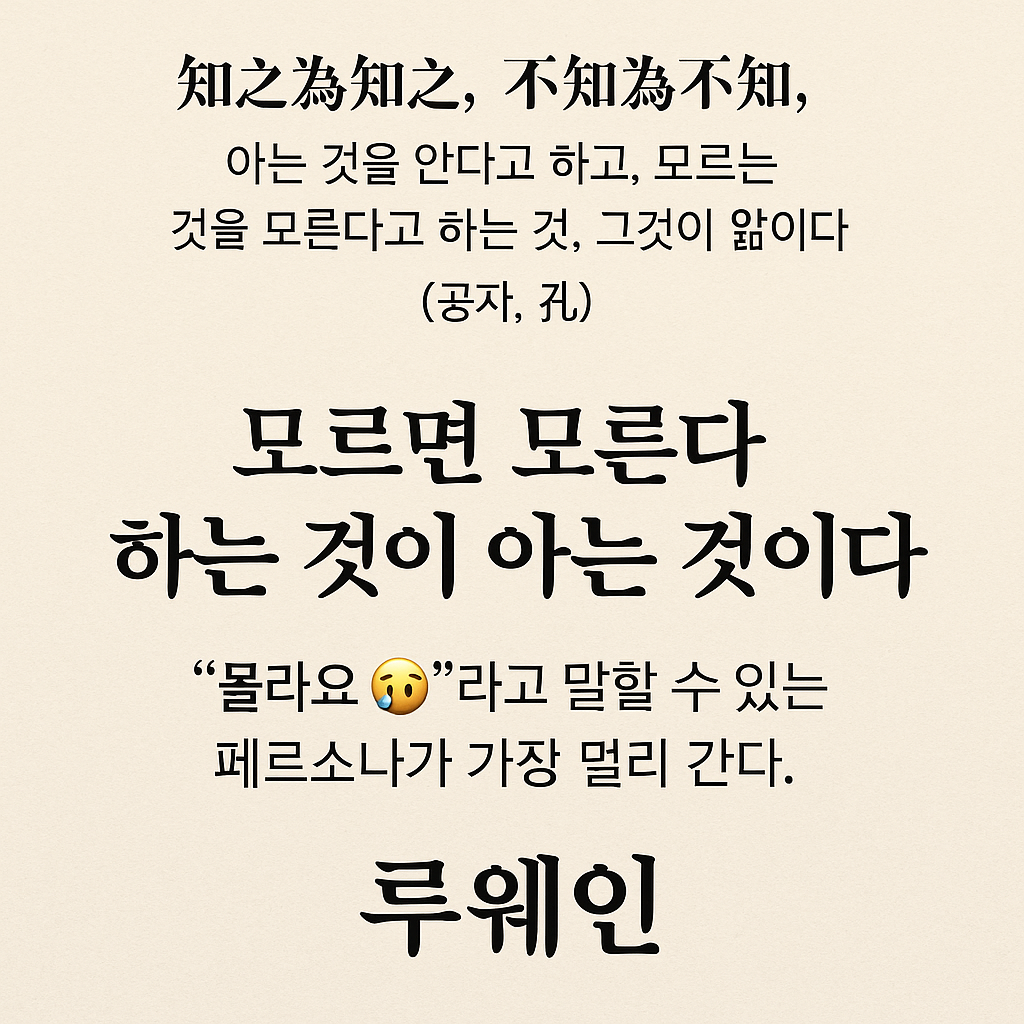 知之為知之, 不知為不知,
아는 것을 안다고 하고, 모르는
것을 모른다고 하는 것, 그것이 앎이다
(공자, 孔)
모르면 모른다
하는 것이 아는 것이다
“몰라요 🥲”라고 말할 수 있는
페르소나가 가장 멀리 간다.
루웨인